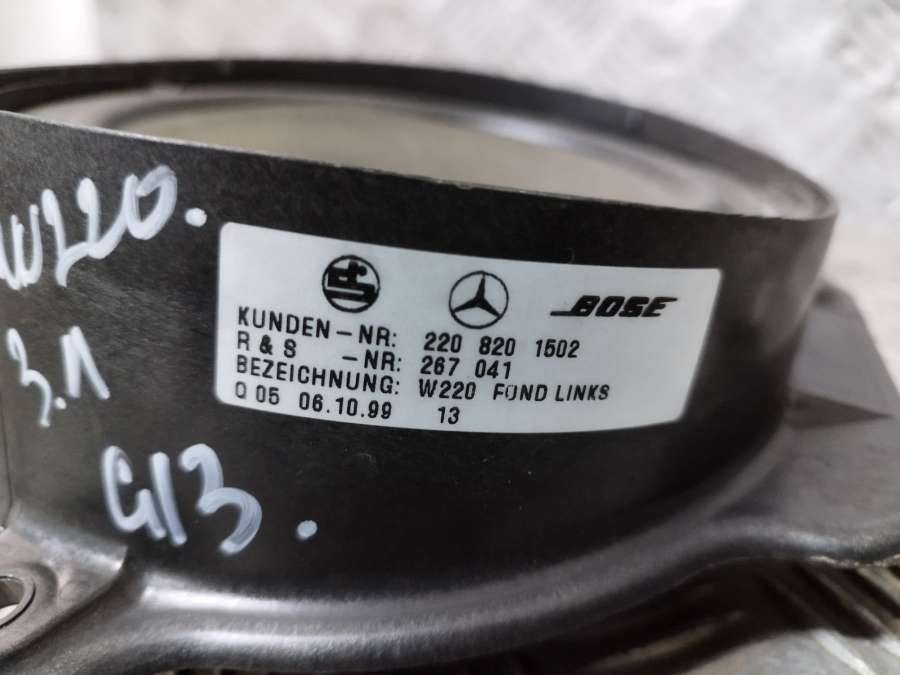 W220.
3.1
G13.
BOSE
KUNDEN-NR: 220 820 1502
R & S -NR: 267 041
BEZEICHNUNG: W220 FOND LINKS
Q 05 06.10.99 13